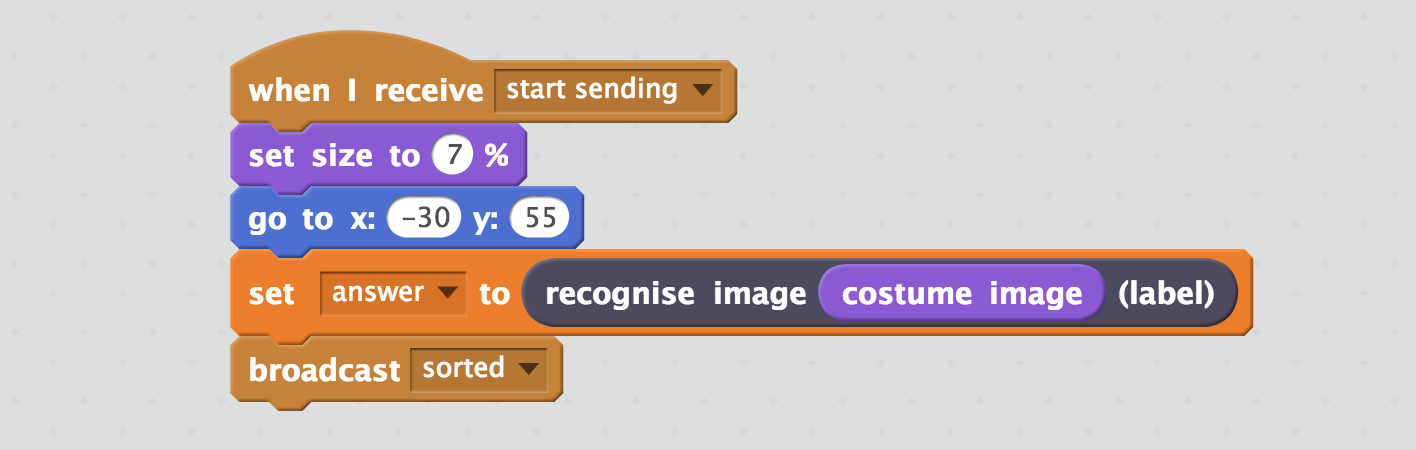 when I receive start sending
set size to 7 %
go to x: -30 y: 55
set answer to recognise image costume image (label)
broadcast sorted